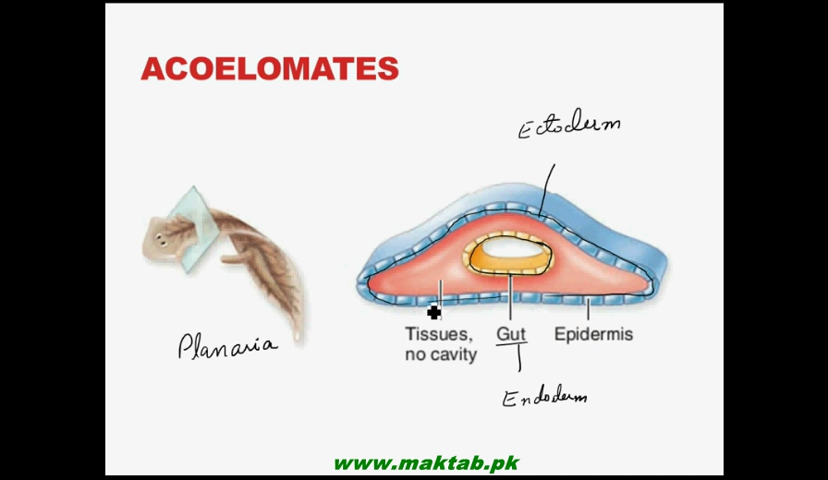 ACOELOMATES
Ectoderm
Tissues, no cavity
Gut
Epidermis
Planaria
Endoderm
www.maktab.pk